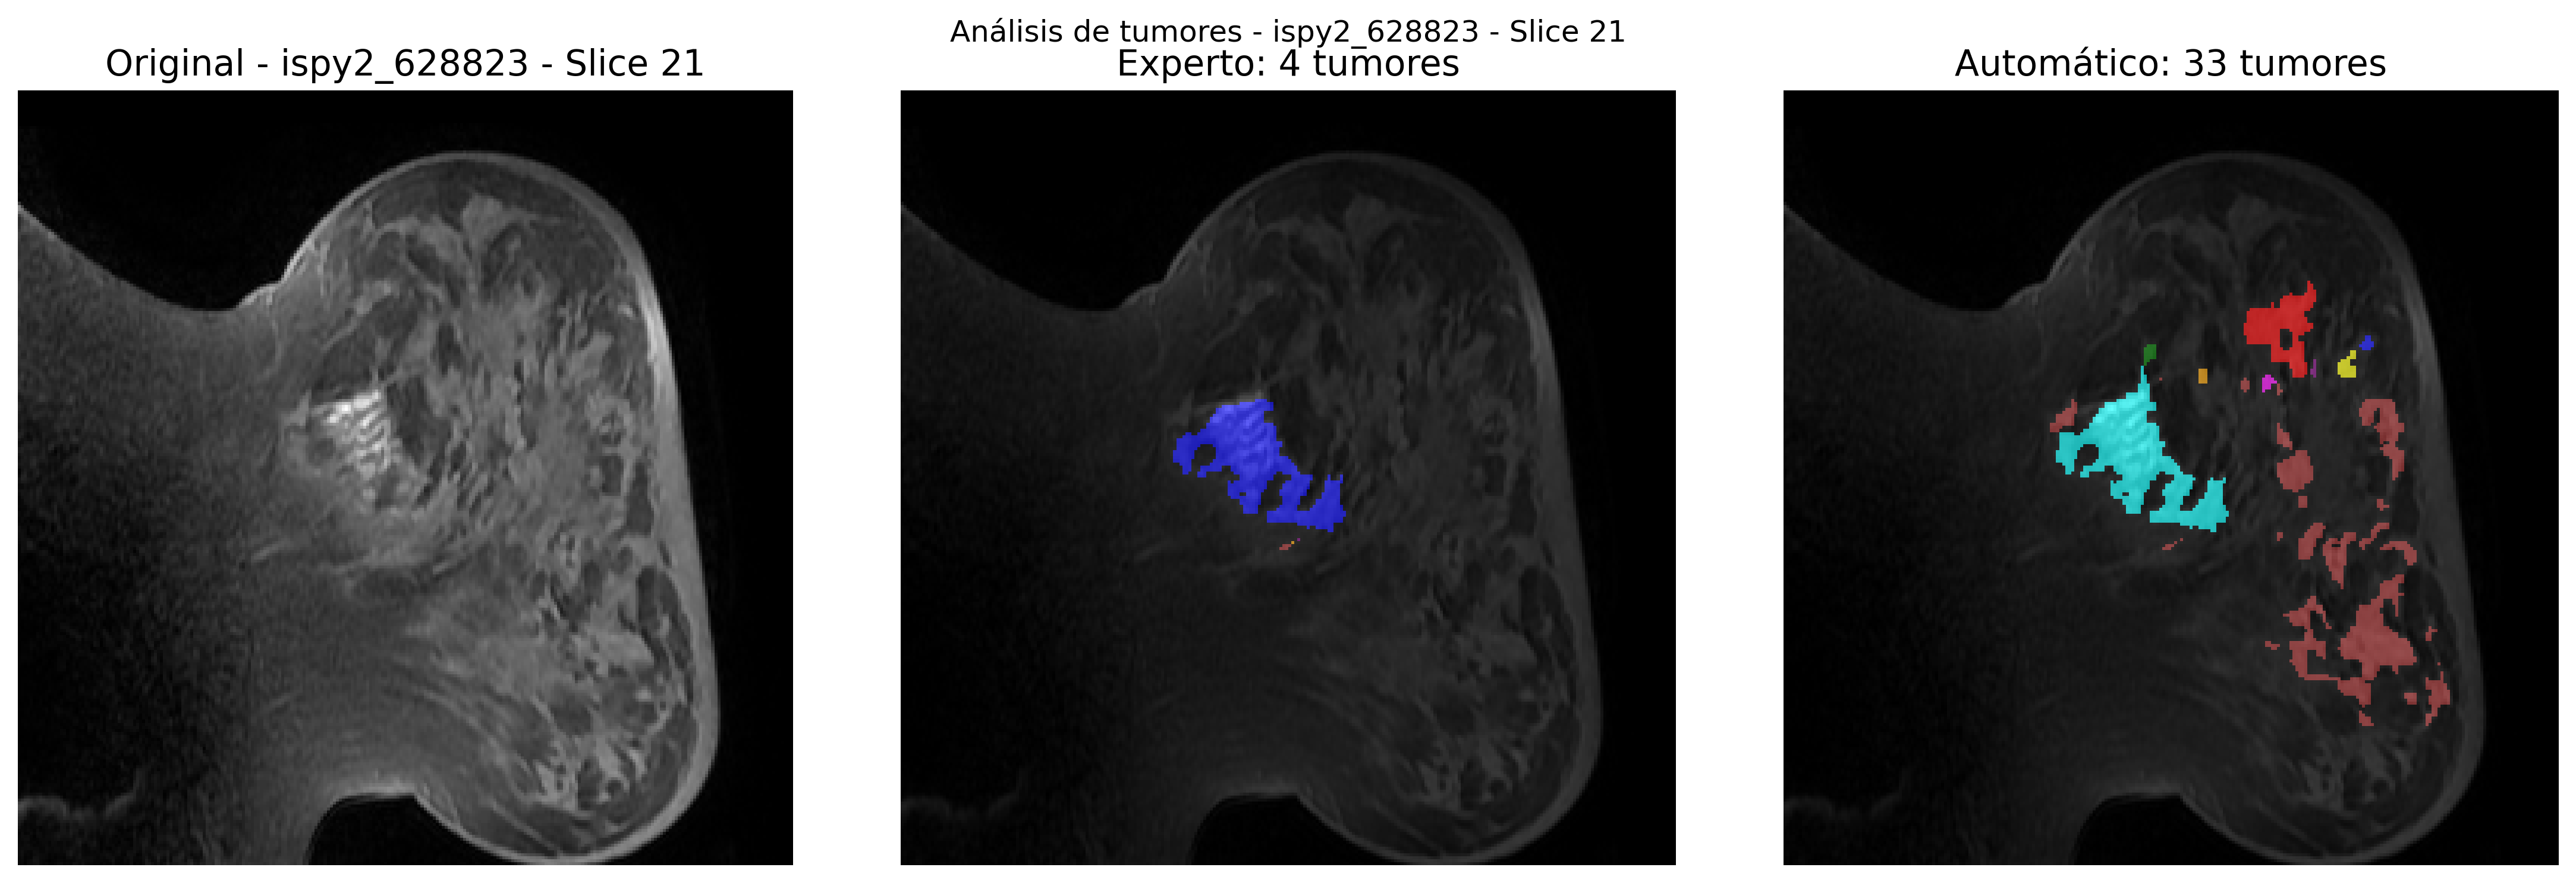 Análisis de tumores - ispy2_628823 - Slice 21
Original - ispy2_628823 - Slice 21
Experto: 4 tumores
Automático: 33 tumores